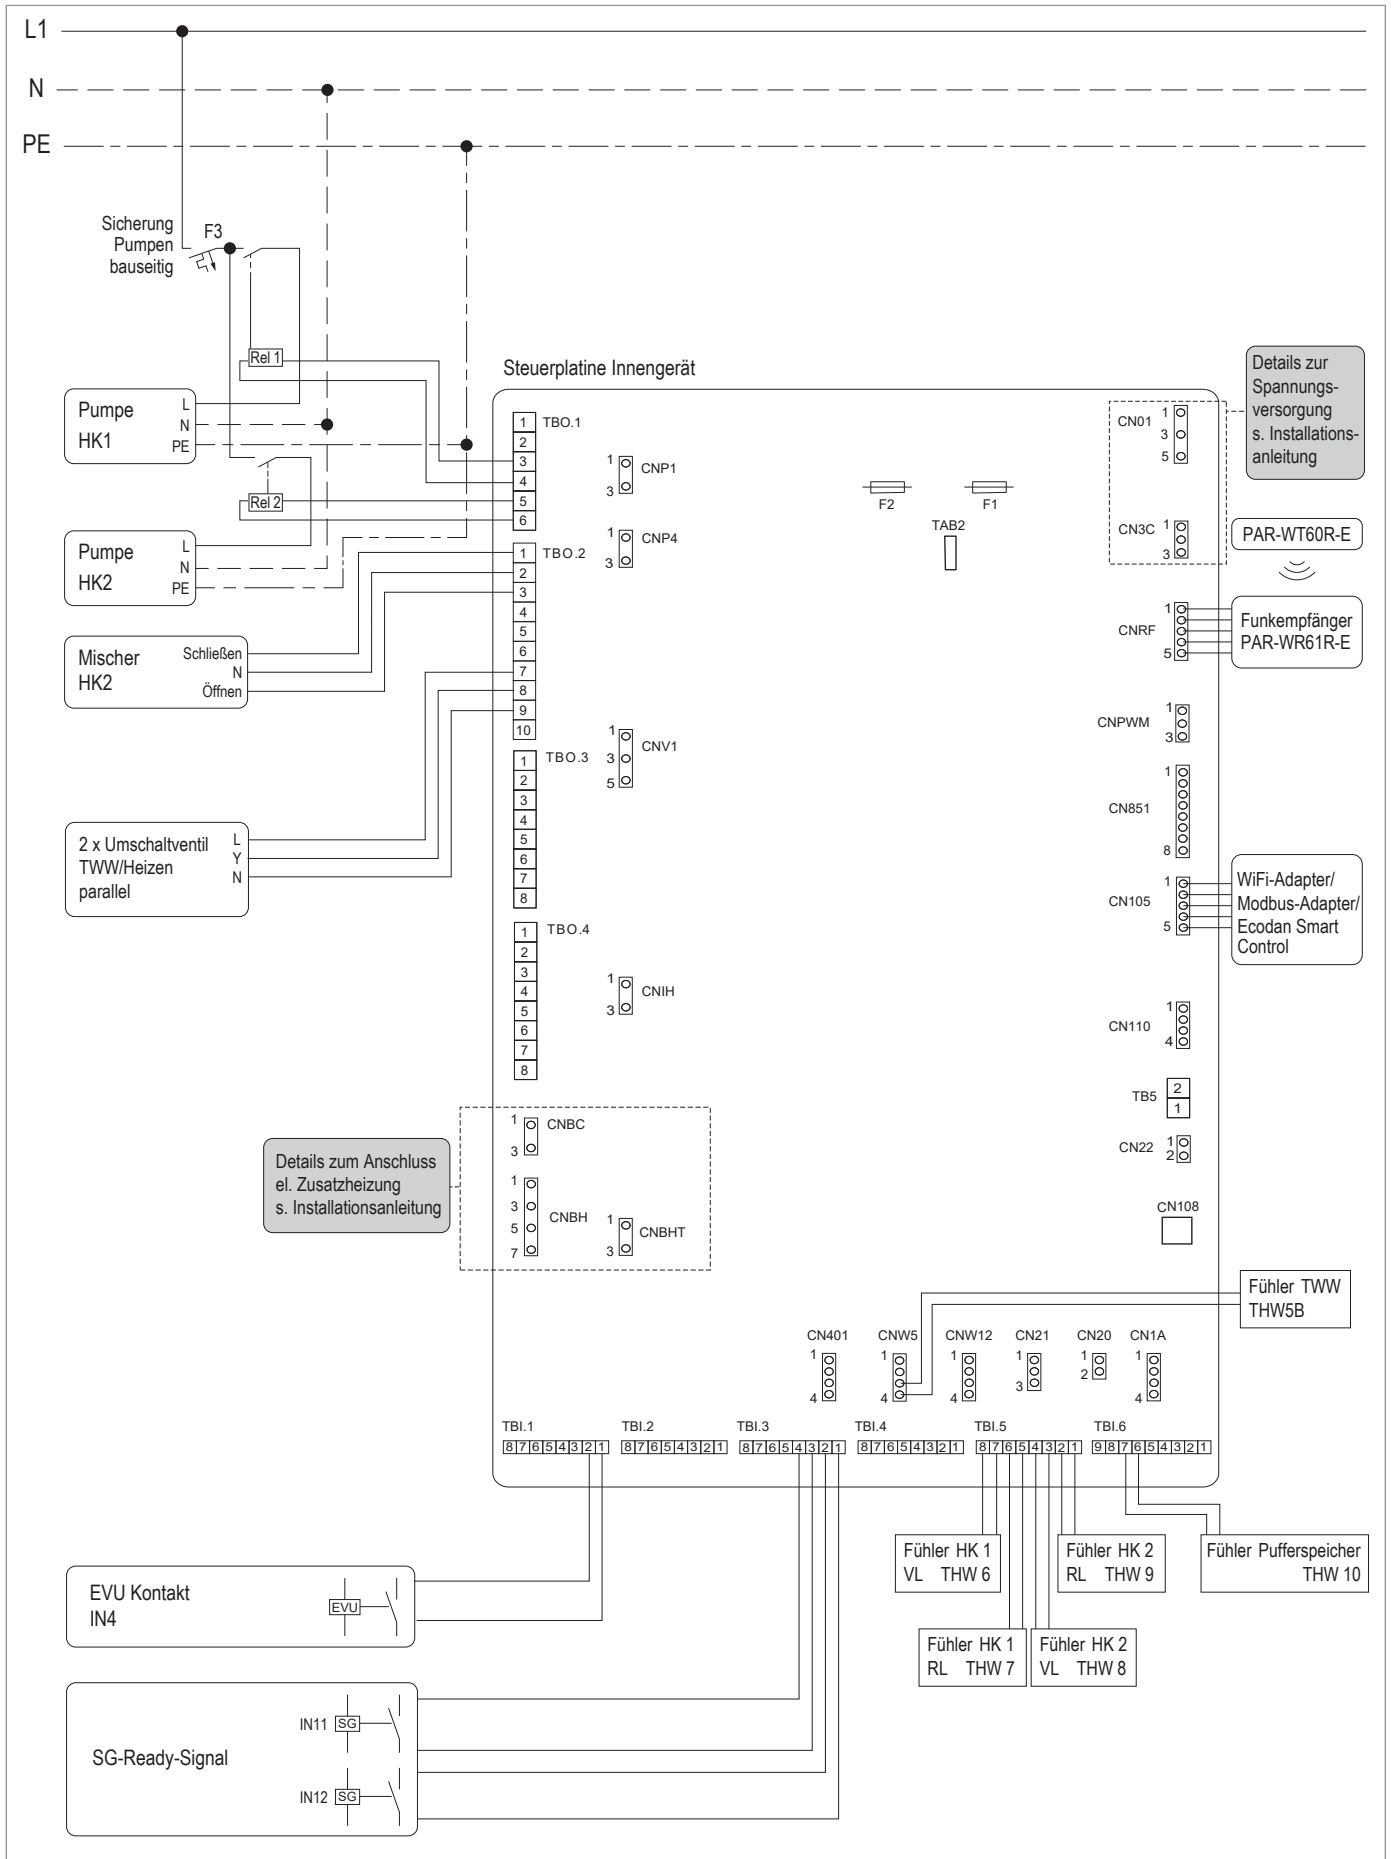 L1
N
PE
Sicherung
Pumpen
bauseitig
F3
Rel 1
Pumpe
HK1
L
N
PE
Rel 2
Pumpe
HK2
L
N
PE
Mischer
HK2
Schließen
N
Öffnen
2 x Umschaltventil
TWW/Heizen
parallel
L
Y
N
Steuerplatine Innengerät
TBO.1
1
2
3
4
5
6
TBO.2
1
2
3
4
5
6
7
8
9
10
TBO.3
1
2
3
4
5
6
7
8
TBO.4
1
2
3
4
5
6
7
8
1
3
CNP1
1
3
CNP4
1
3
5
CNV1
1
3
CNIH
F2
F1
TAB2
CN01
1
3
5
CN3C
1
3
Details zur
Spannungs-
versorgung
s. Installations-
anleitung
PAR-WT60R-E
CNRF
1
5
Funkempfänger
PAR-WR61R-E
CNPWM
1
3
CN851
1
8
CN105
1
5
WiFi-Adapter/
Modbus-Adapter/
Ecodan Smart
Control
CN110
1
4
TB5
2
1
CN22
1
2
CN108
Details zum Anschluss
el. Zusatzheizung
s. Installationsanleitung
1
3
CNBC
1
3
5
7
CNBH
1
3
CNBHT
Fühler TWW
THW5B
CN401
1
4
CNW5
1
4
CNW12
1
4
CN21
1
3
CN20
1
2
CN1A
1
4
TBI.1
8 7 6 5 4 3 2 1
TBI.2
8 7 6 5 4 3 2 1
TBI.3
8 7 6 5 4 3 2 1
TBI.4
8 7 6 5 4 3 2 1
TBI.5
8 7 6 5 4 3 2 1
TBI.6
9 8 7 6 5 4 3 2 1
Fühler HK 1
VL THW 6
Fühler HK 2
RL THW 9
Fühler Pufferspeicher
THW 10
Fühler HK 1
RL THW 7
Fühler HK 2
VL THW 8
EVU Kontakt
IN4
EVU
SG-Ready-Signal
IN11
SG
IN12
SG